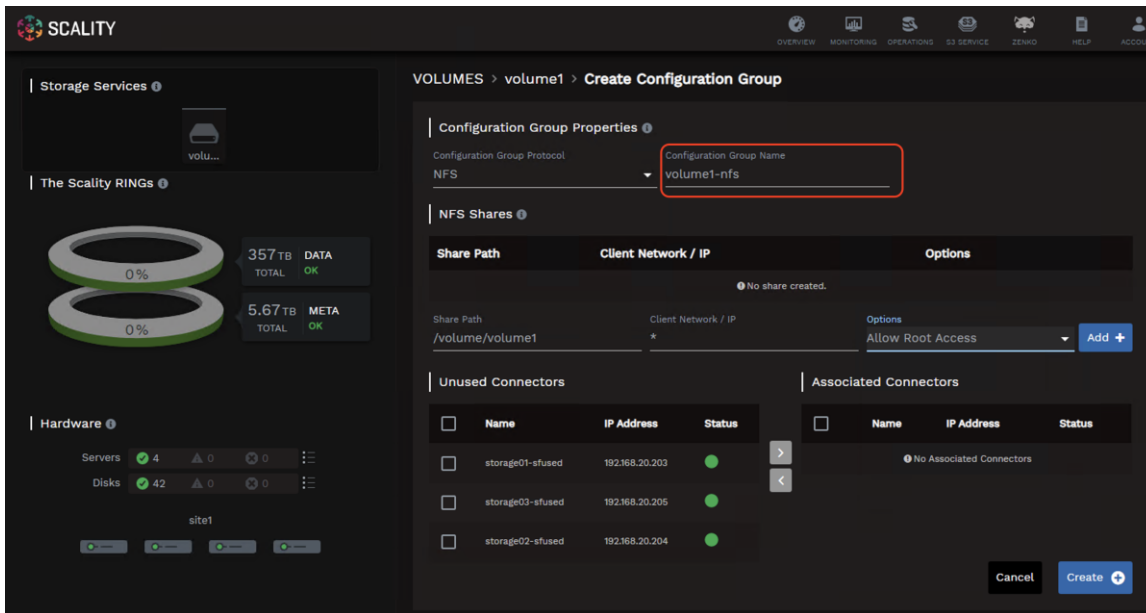 SCALITY
OVERVIEW MONITORING OPERATIONS S3 SERVICE ZENKO HELP ACCOU
Storage Services
volu...
The Scality RINGs
0%
357 TB TOTAL DATA OK
0%
5.67 TB TOTAL META OK
Hardware
Servers 4 0 0
Disks 42 0 0
site1
VOLUMES > volume1 > Create Configuration Group
Configuration Group Properties
Configuration Group Protocol Configuration Group Name
NFS volume1-nfs
NFS Shares
Share Path Client Network / IP Options
No share created.
Share Path Client Network / IP Options
/volume/volume1 * Allow Root Access Add +
Unused Connectors Associated Connectors
Name IP Address Status Name IP Address Status
storage01-sfused 192.168.20.203 No Associated Connectors
storage03-sfused 192.168.20.205
storage02-sfused 192.168.20.204
Cancel Create